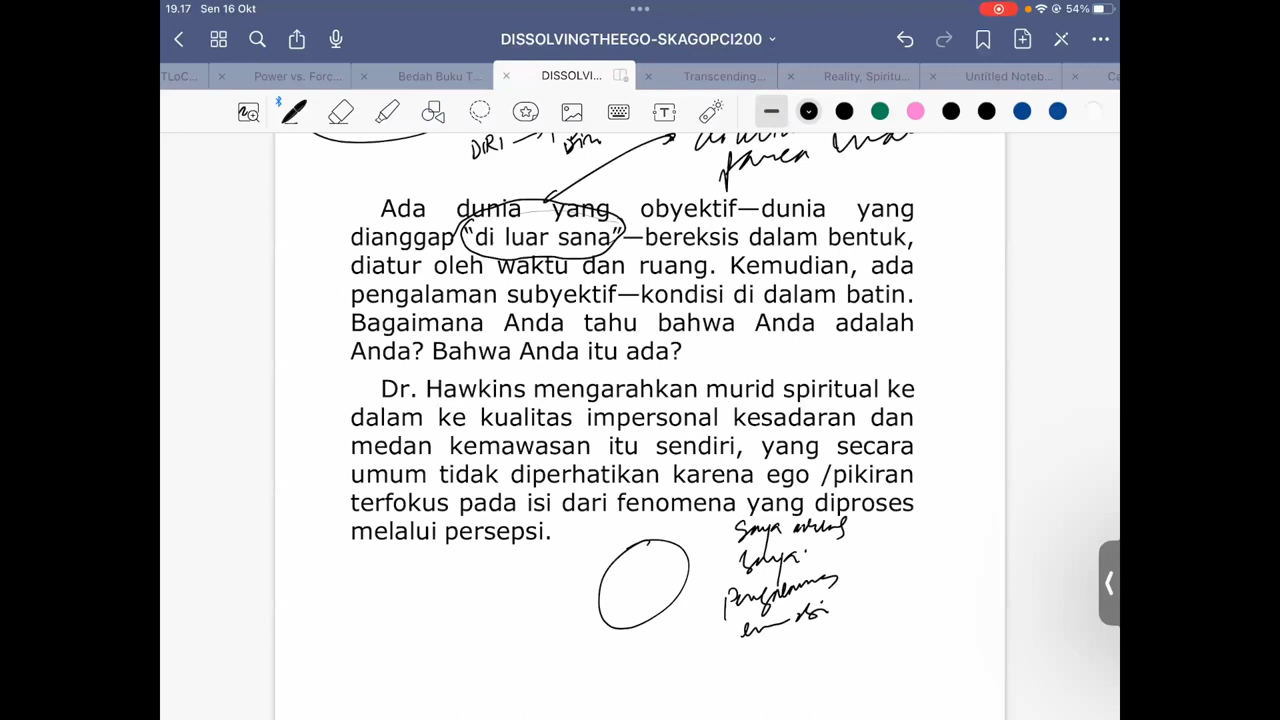 19.17 Sen 16 Okt
54%
DISSOLVINGTHEEGO-SKAGOPCI200
TLoC...
Power vs. Forc...
Bedah Buku T...
DISSOLVI...
Transcending...
Reality, Spiritu...
Untitled Noteb...
Ca
DIRI
Ada dunia yang obyektif—dunia yang
dianggap "di luar sana"—bereksis dalam bentuk,
diatur oleh waktu dan ruang. Kemudian, ada
pengalaman subyektif—kondisi di dalam batin.
Bagaimana Anda tahu bahwa Anda adalah
Anda? Bahwa Anda itu ada?
Dr. Hawkins mengarahkan murid spiritual ke
dalam ke kualitas impersonal kesadaran dan
medan kemawasan itu sendiri, yang secara
umum tidak diperhatikan karena ego /pikiran
terfokus pada isi dari fenomena yang diproses
melalui persepsi.
Saya
Saya
emosi